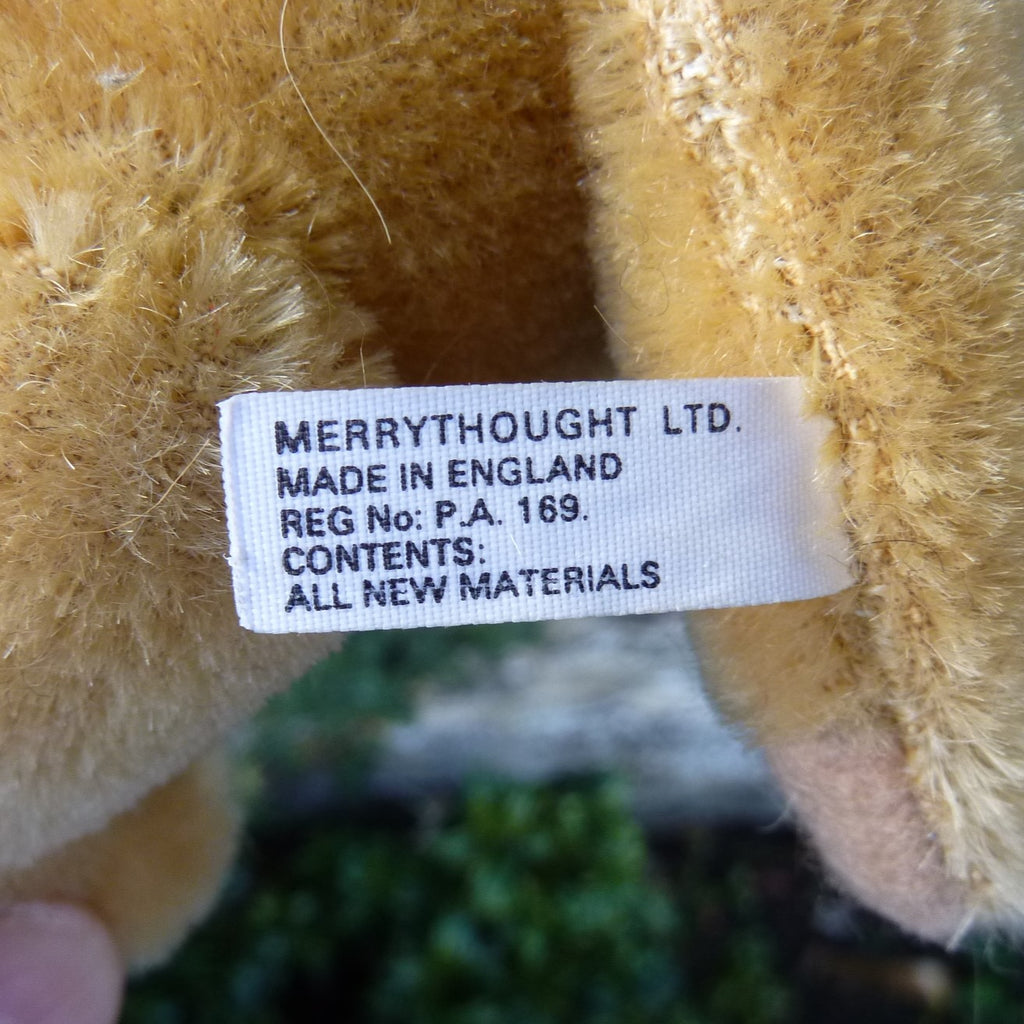 MERRYTHOUGHT LTD.
MADE IN ENGLAND
REG No: P.A. 169.
CONTENTS:
ALL NEW MATERIALS